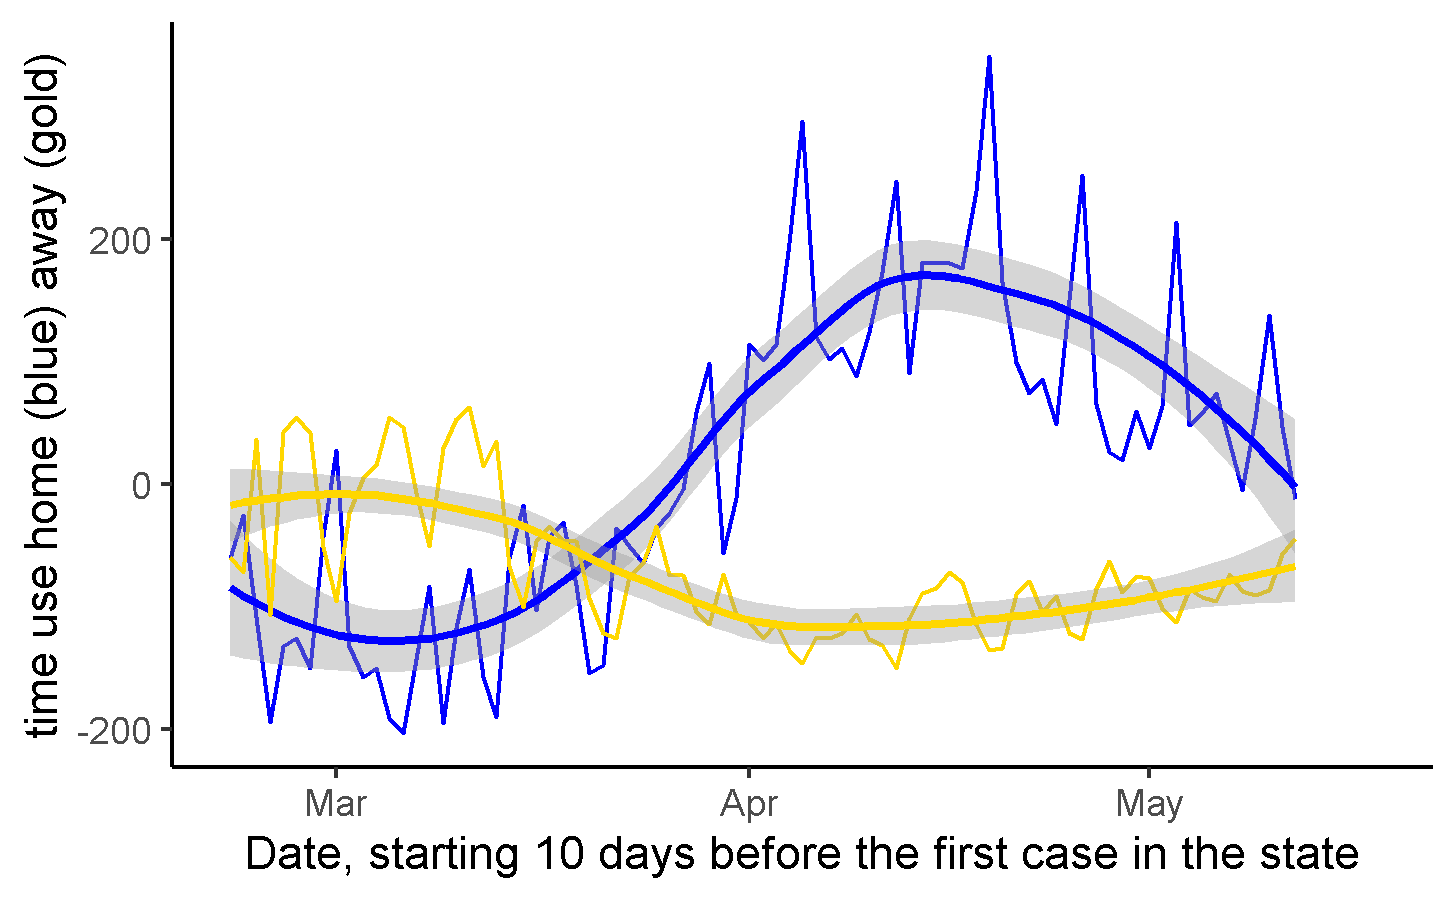 time use home (blue) away (gold)
200
0
-200
Mar
Apr
May
Date, starting 10 days before the first case in the state